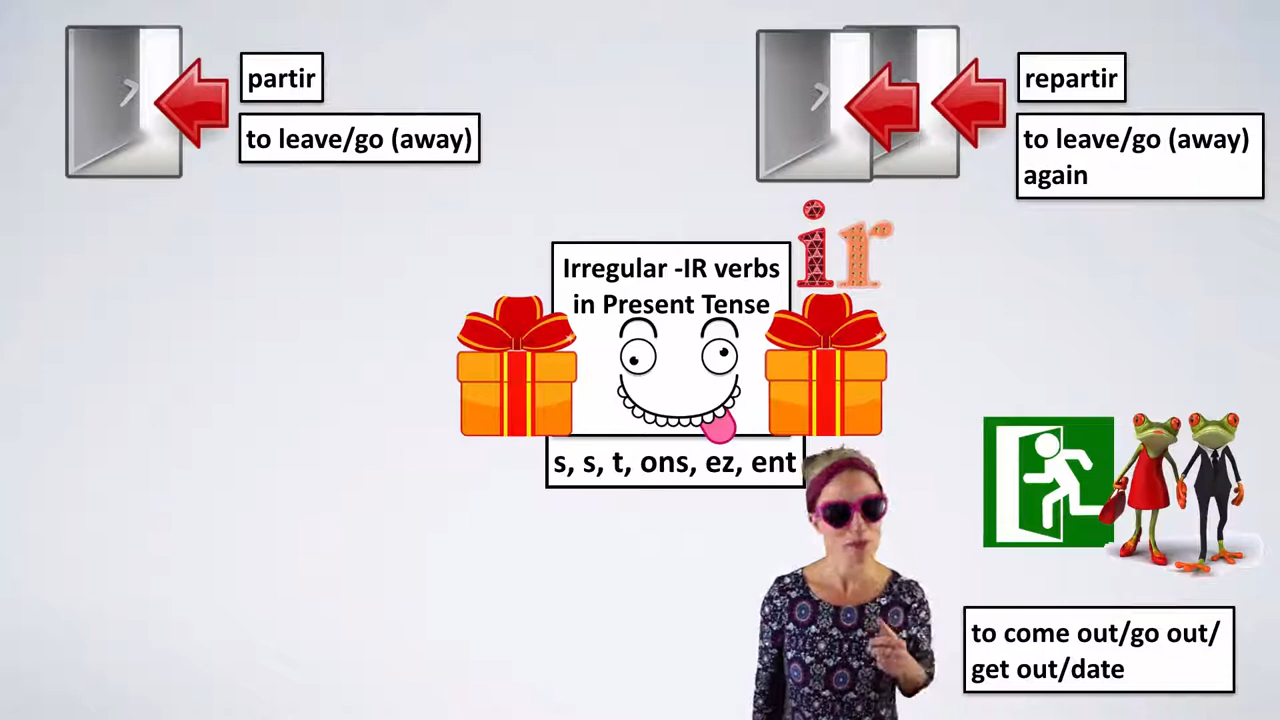 partir
to leave/go (away)
repartir
to leave/go (away)
again
ir
Irregular -IR verbs
in Present Tense
s, s, t, ons, ez, ent
to come out/go out/
get out/date